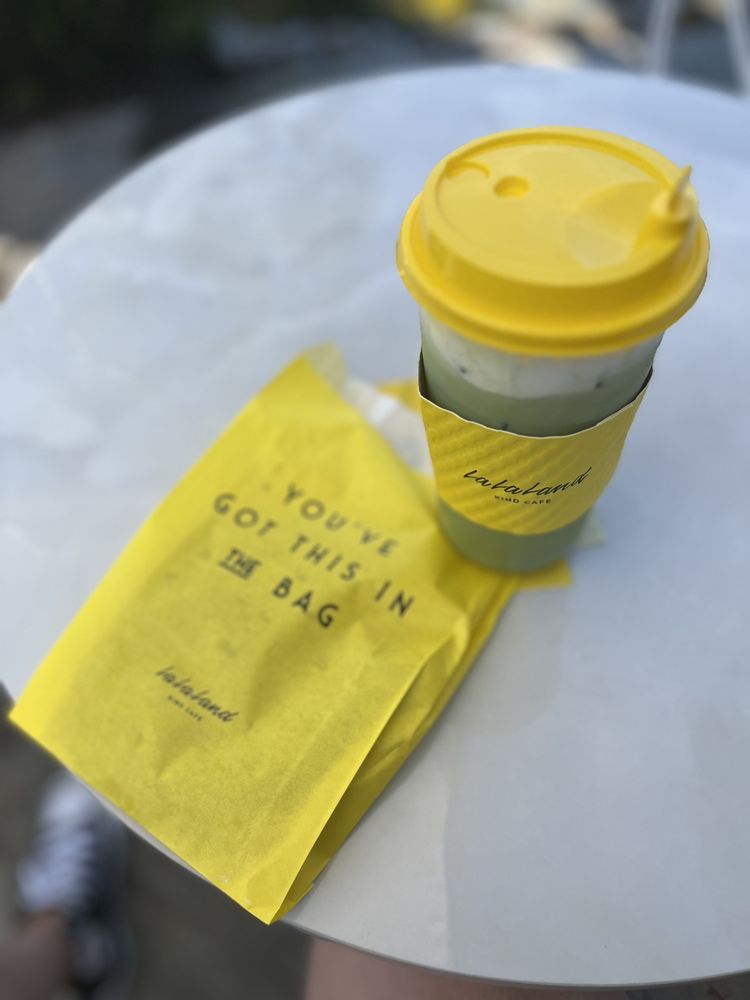 lalaland
KIND CAFE
YOU'VE
GOT THIS IN
THE BAG
lalaland
KIND CAFE